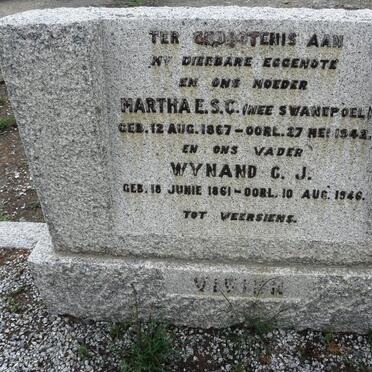 TER GEDAGTENIS AAN
MY DIERBARE EGGENOTE
EN ONS MOEDER
MARTHA E.S.C. (NEE SWANEPOEL)
GEB. 12 AUG. 1867 - OORL. 27 MEI 1942.
EN ONS VADER
WYNAND C. J.
GEB. 18 JUNIE 1861 - OORL. 10 AUG. 1946.
TOT WEERSIENS.
VIVIER